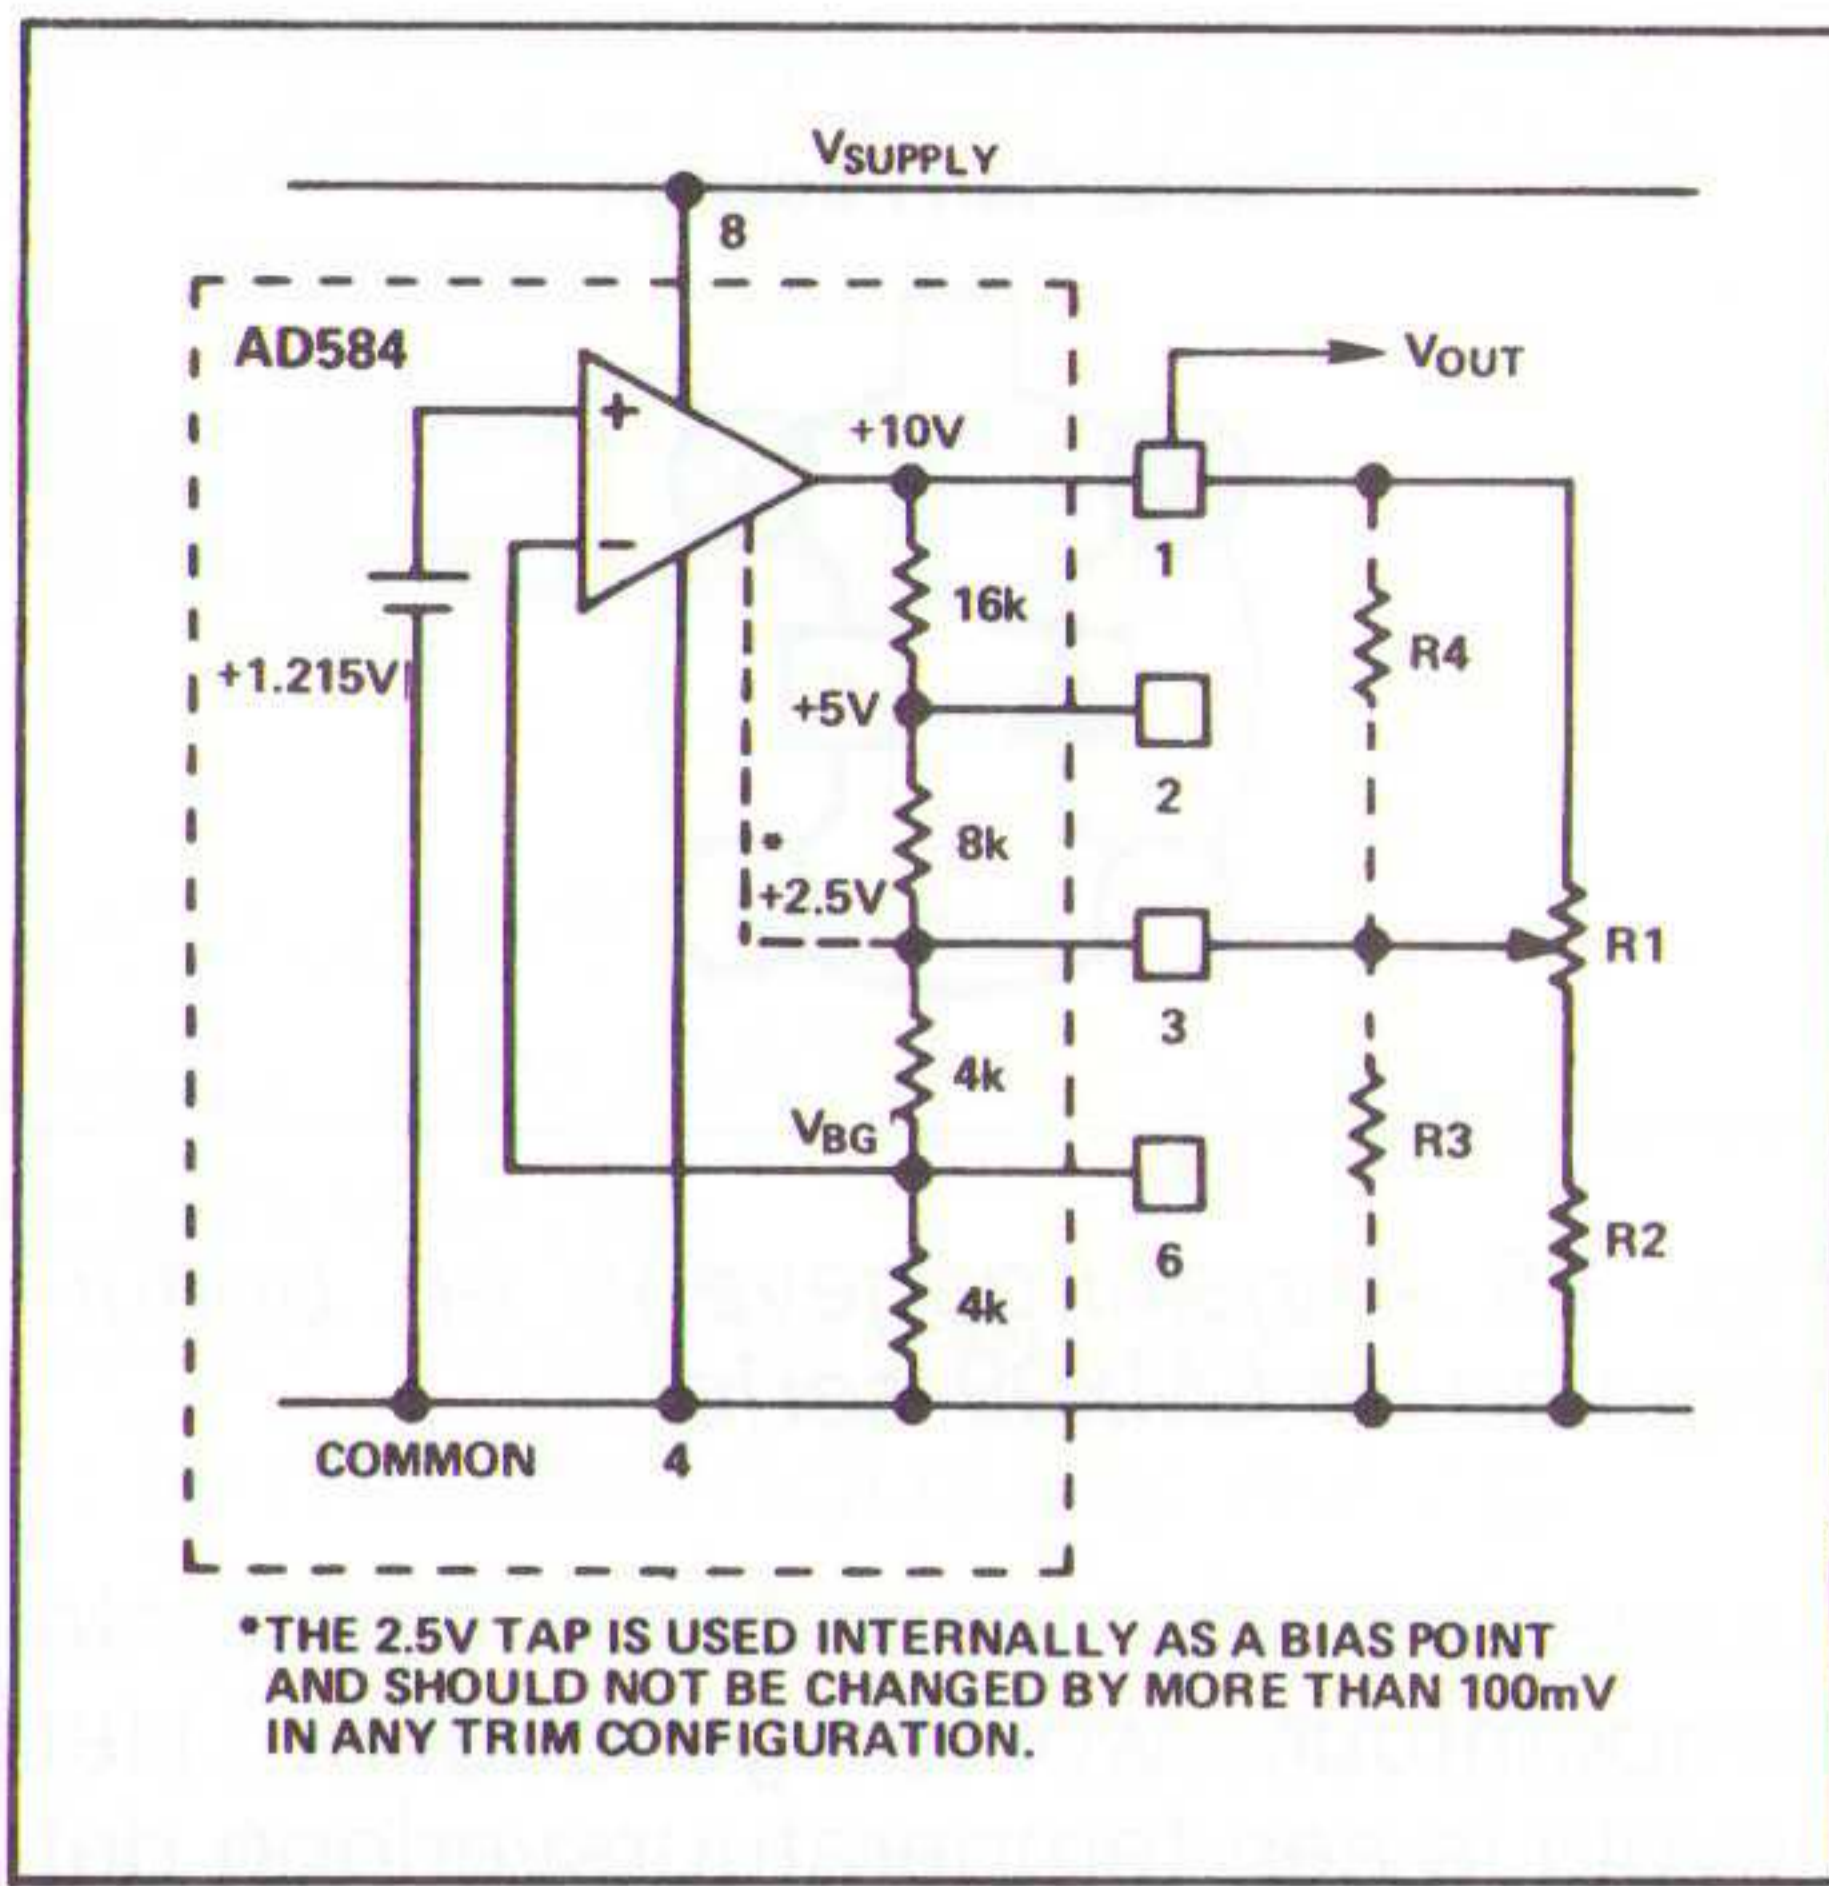 VSUPPLY
8
AD584
VOUT
+
+10V
−
1
16k
R4
+1.215V
+5V
2
*
8k
+2.5V
R1
3
4k
VBG
R3
6
R2
4k
COMMON
4
*THE 2.5V TAP IS USED INTERNALLY AS A BIAS POINT
AND SHOULD NOT BE CHANGED BY MORE THAN 100mV
IN ANY TRIM CONFIGURATION.